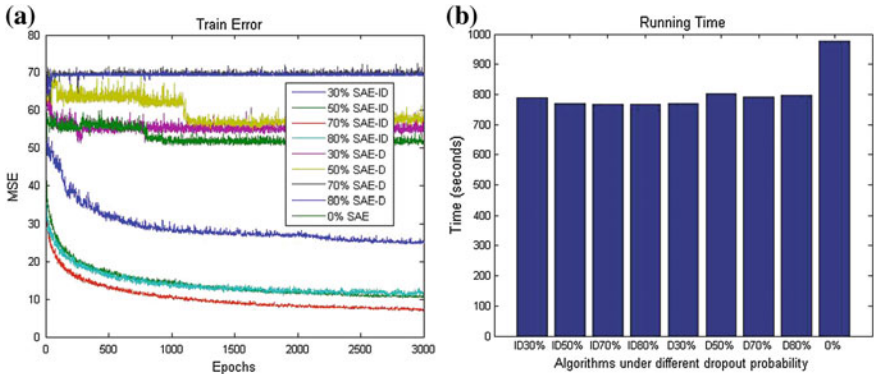 (a)
Train Error
80
70
60
50
40
30
20
10
0
MSE
0 500 1000 1500 2000 2500 3000
Epochs
30% SAE-ID
50% SAE-ID
70% SAE-ID
80% SAE-ID
30% SAE-D
50% SAE-D
70% SAE-D
80% SAE-D
0% SAE
(b)
Running Time
1000
900
800
700
600
500
400
300
200
100
0
Time (seconds)
ID30% ID50% ID70% ID80% D30% D50% D70% D80% 0%
Algorithms under different dropout probability